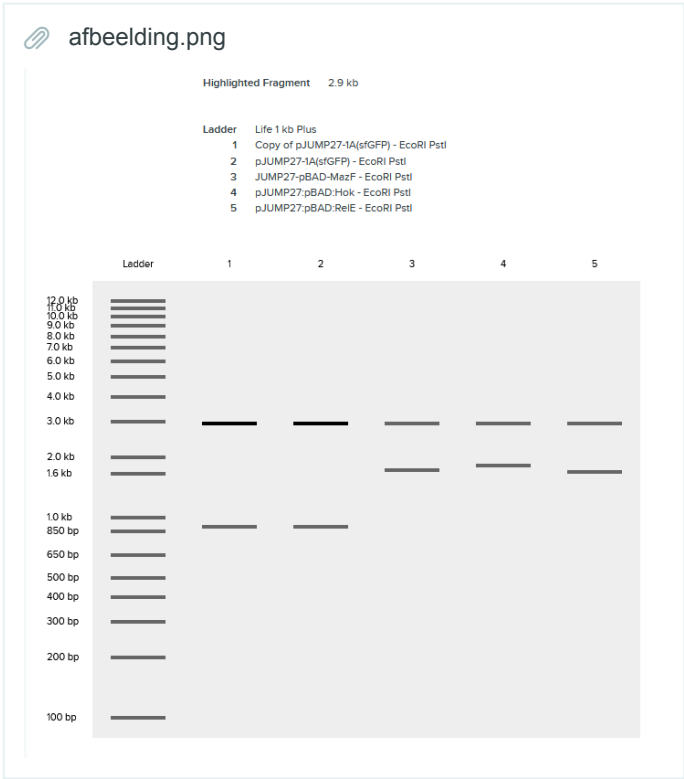 afbeelding.png
Highlighted Fragment 2.9 kb
Ladder Life 1 kb Plus
1 Copy of pJUMP27-1A(sfGFP) - EcoRI PstI
2 pJUMP27-1A(sfGFP) - EcoRI PstI
3 JUMP27-pBAD-MazF - EcoRI PstI
4 pJUMP27:pBAD:Hok - EcoRI PstI
5 pJUMP27:pBAD:RelE - EcoRI PstI
Ladder 1 2 3 4 5
12.0 kb
11.0 kb
10.0 kb
9.0 kb
8.0 kb
7.0 kb
6.0 kb
5.0 kb
4.0 kb
3.0 kb
2.0 kb
1.6 kb
1.0 kb
850 bp
650 bp
500 bp
400 bp
300 bp
200 bp
100 bp